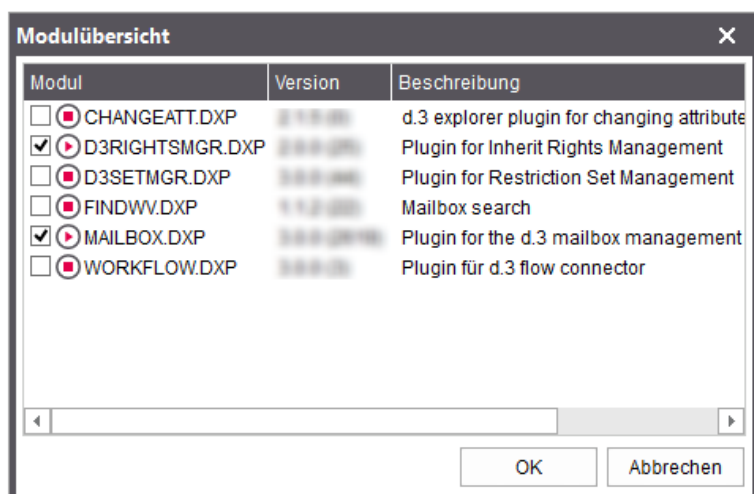 Modulübersicht
Modul Version Beschreibung
CHANGEATT.DXP d.3 explorer plugin for changing attribute
D3RIGHTSMGR.DXP Plugin for Inherit Rights Management
D3SETMGR.DXP Plugin for Restriction Set Management
FINDWV.DXP Mailbox search
MAILBOX.DXP Plugin for the d.3 mailbox management
WORKFLOW.DXP Plugin für d.3 flow connector
OK Abbrechen